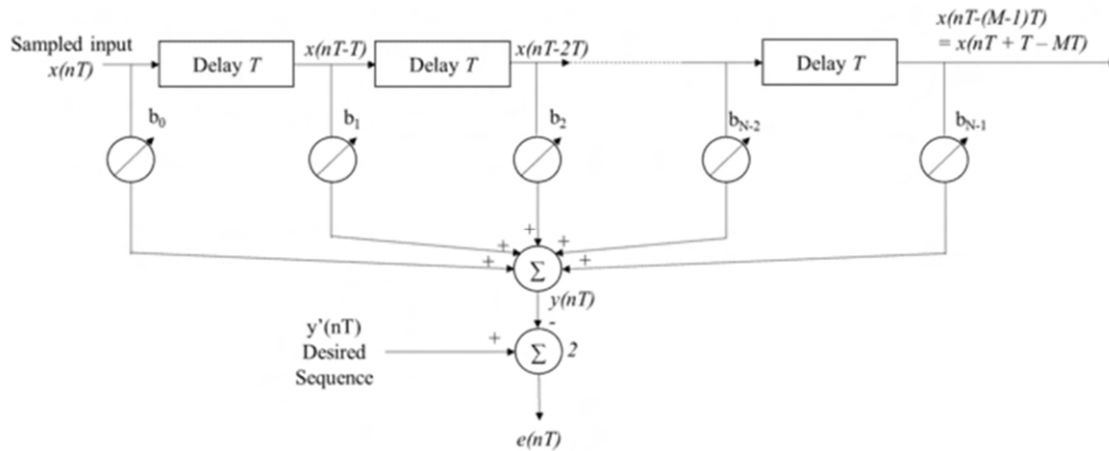 x(nT-(M-1)T)
= x(nT + T – MT)
Sampled input
x(nT)
Delay T
x(nT-T)
Delay T
x(nT-2T)
Delay T
b0
b1
b2
bN-2
bN-1
+
+
+
+
+
Σ
y(nT)
-
y’(nT)
Desired
Sequence
+
Σ
2
e(nT)